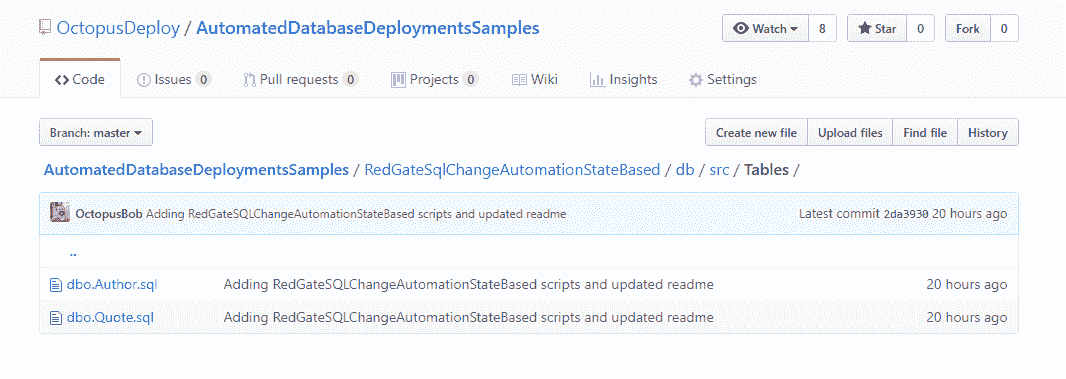 OctopusDeploy / AutomatedDatabaseDeploymentsSamples
Watch 8 Star 0 Fork 0
Code Issues 0 Pull requests 0 Projects 0 Wiki Insights Settings
Branch: master Create new file Upload files Find file History
AutomatedDatabaseDeploymentsSamples / RedGateSqlChangeAutomationStateBased / db / src / Tables /
OctopusBob Adding RedGateSQLChangeAutomationStateBased scripts and updated readme Latest commit 2da3930 20 hours ago
..
dbo.Author.sql Adding RedGateSQLChangeAutomationStateBased scripts and updated readme 20 hours ago
dbo.Quote.sql Adding RedGateSQLChangeAutomationStateBased scripts and updated readme 20 hours ago